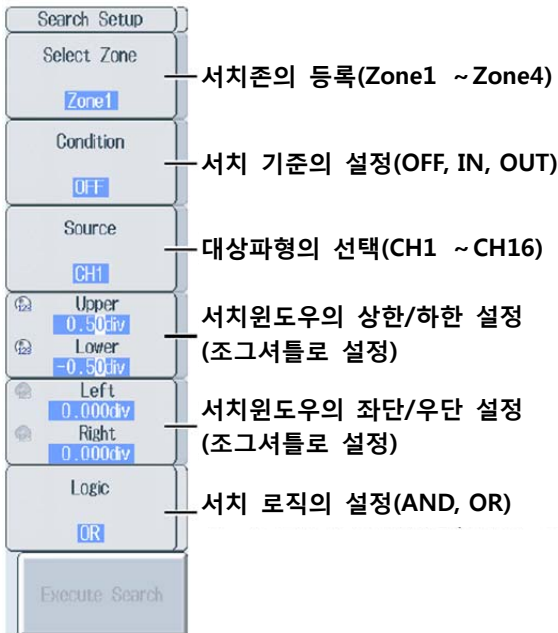 Search Setup
Select Zone
Zone1
서치존의 등록(Zone1 ~Zone4)
Condition
OFF
서치 기준의 설정(OFF, IN, OUT)
Source
CH1
대상파형의 선택(CH1 ~CH16)
Upper
0.50div
Lower
-0.50div
서치윈도우의 상한/하한 설정
(조그셔틀로 설정)
Left
0.000div
Right
0.000div
서치윈도우의 좌단/우단 설정
(조그셔틀로 설정)
Logic
OR
서치 로직의 설정(AND, OR)
Execute Search